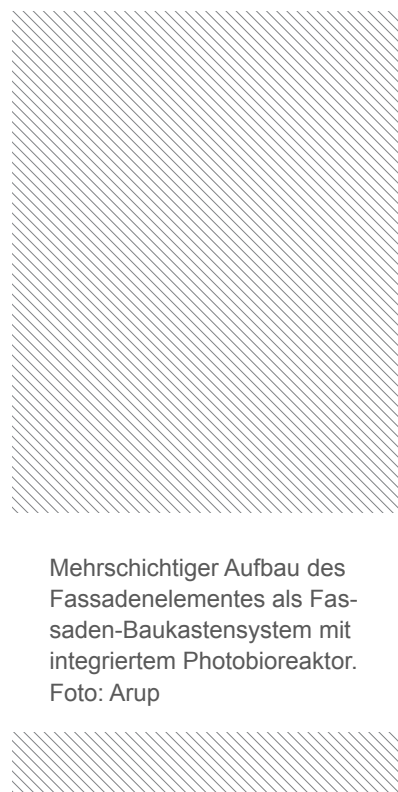 Mehrschichtiger Aufbau des
Fassadenelementes als Fas-
saden-Baukastensystem mit
integriertem Photobioreaktor.
Foto: Arup